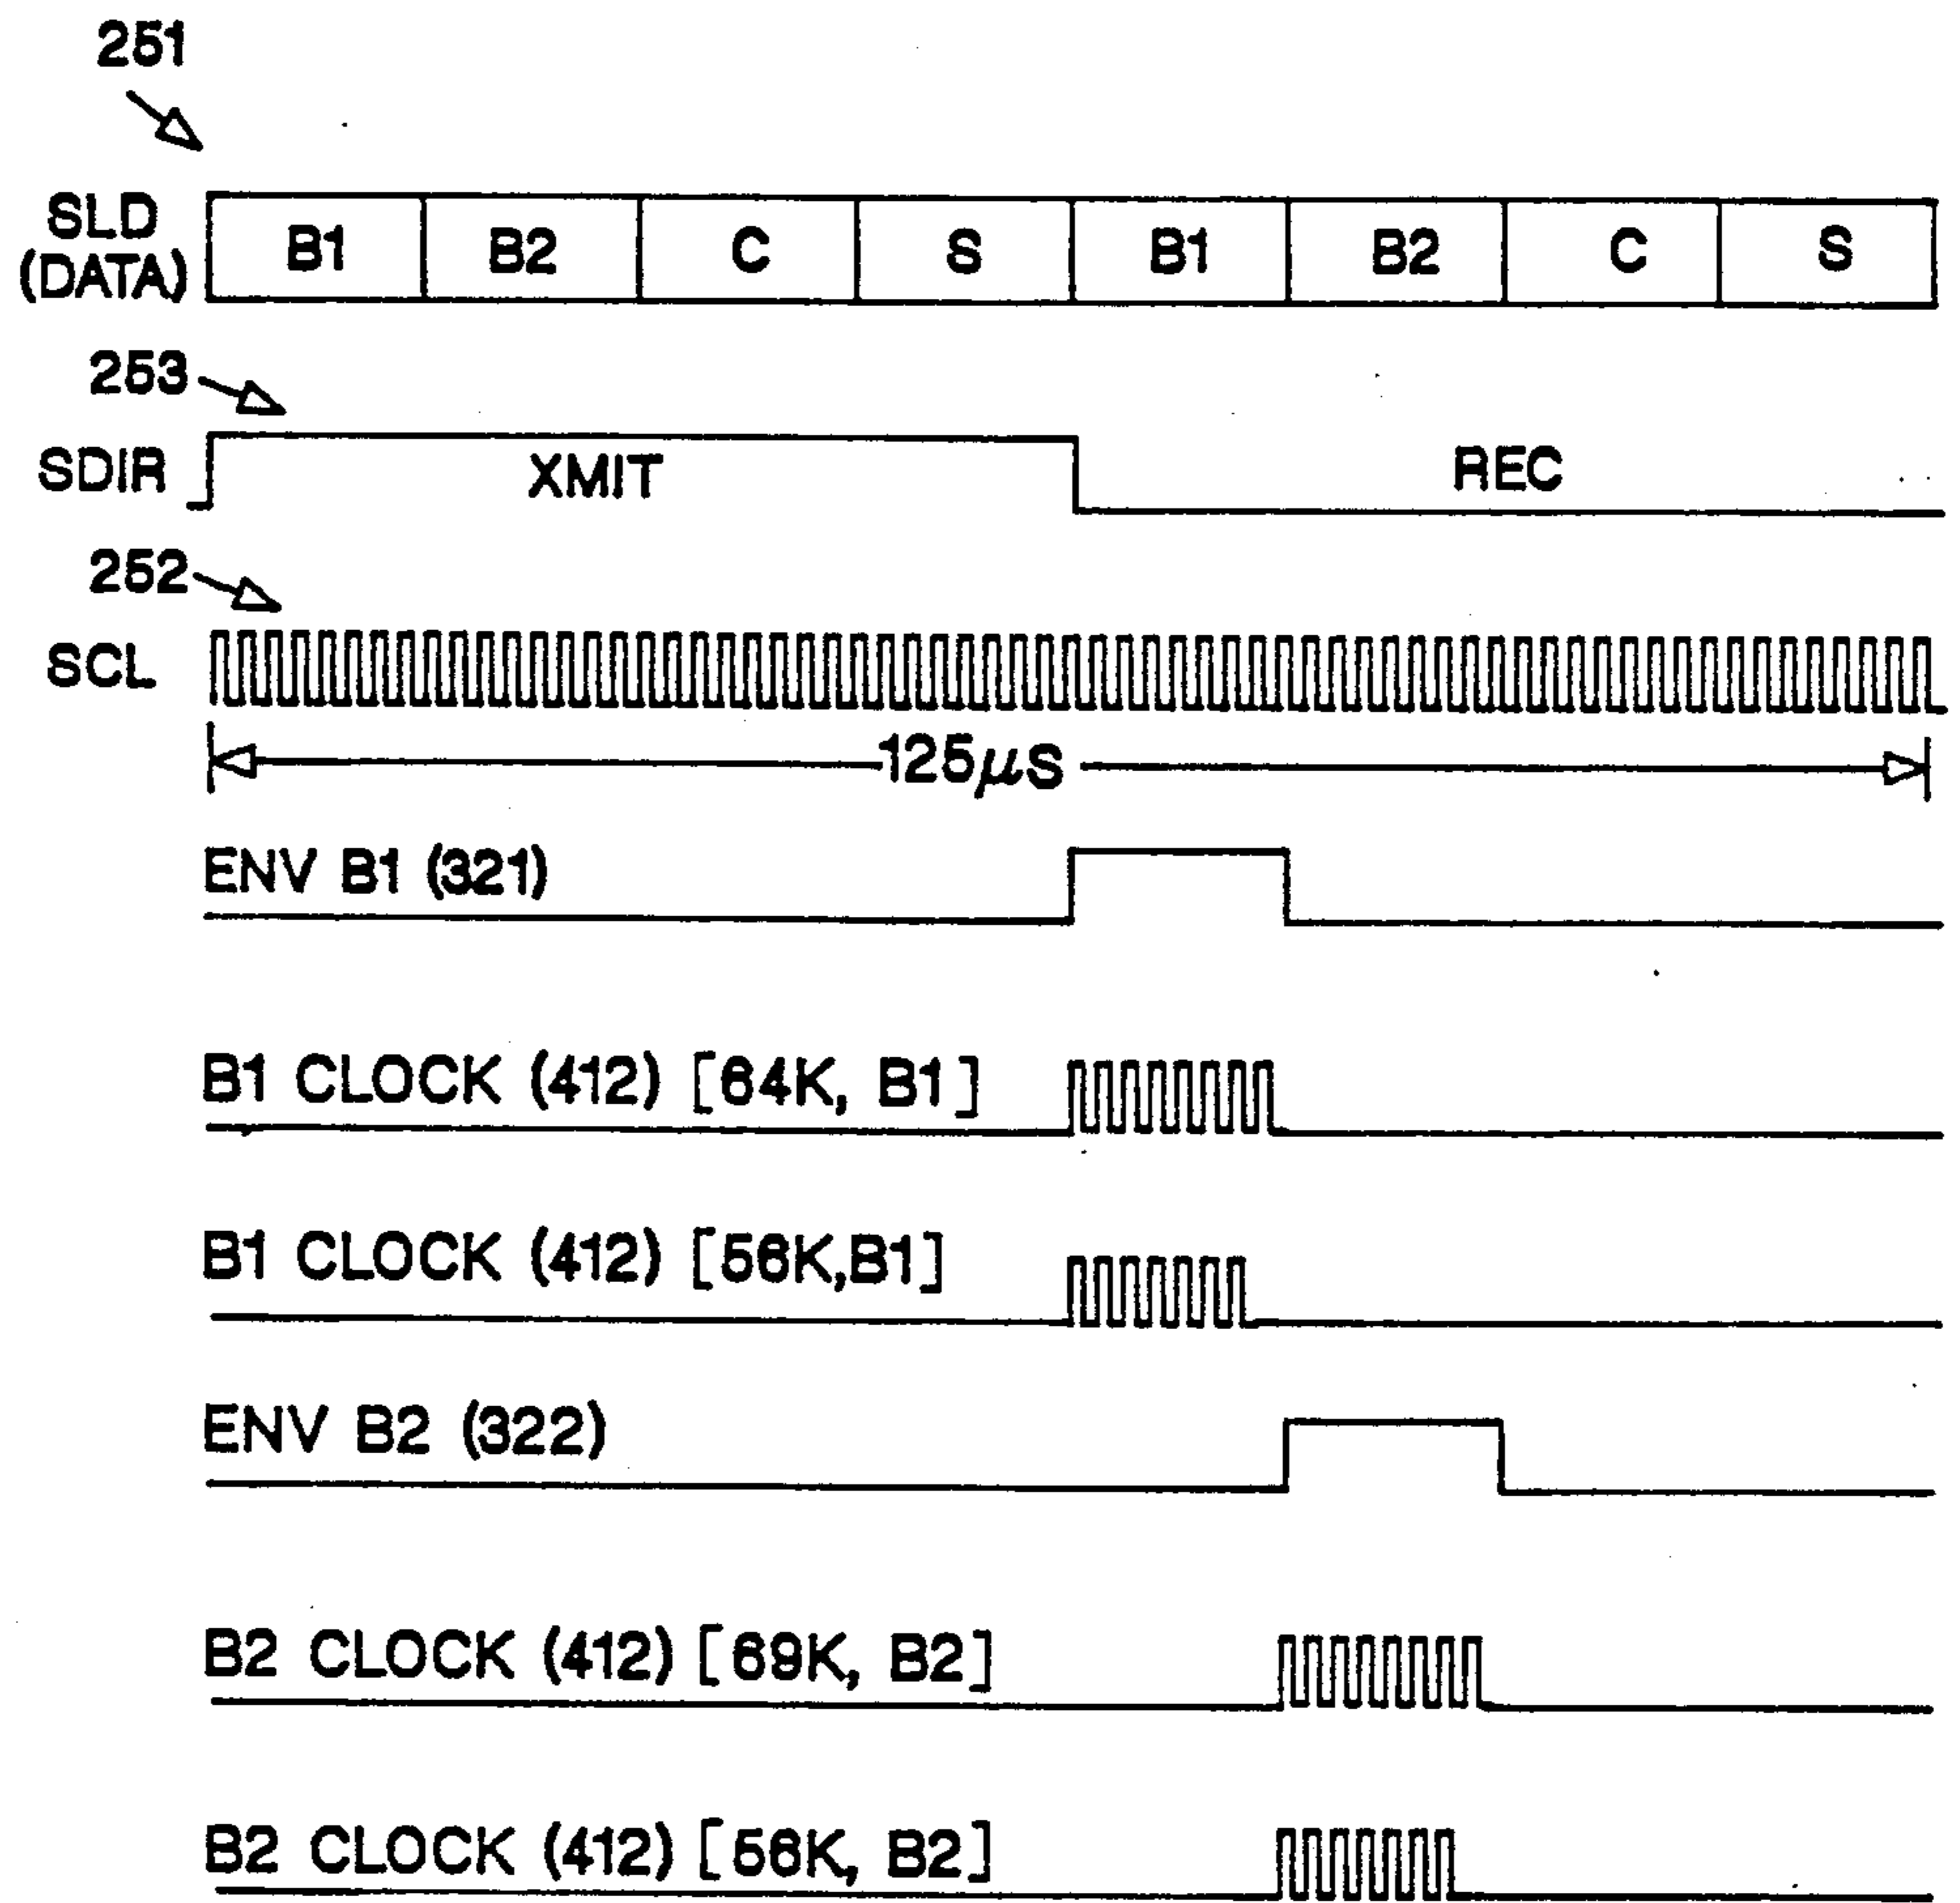 251
SLD
(DATA)
B1 B2 C S B1 B2 C S
253
SDIR XMIT REC
252
SCL
125μS
ENV B1 (321)
B1 CLOCK (412) [64K, B1]
B1 CLOCK (412) [56K,B1]
ENV B2 (322)
B2 CLOCK (412) [69K, B2]
B2 CLOCK (412) [56K, B2]